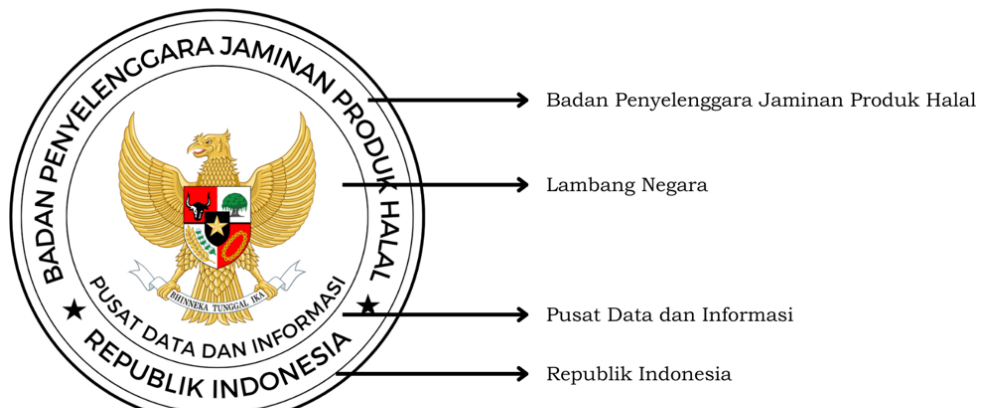 BADAN PENYELENGGARA JAMINAN PRODUK HALAL
BHINNEKA TUNGGAL IKA
PUSAT DATA DAN INFORMASI
REPUBLIK INDONESIA
Badan Penyelenggara Jaminan Produk Halal
Lambang Negara
Pusat Data dan Informasi
Republik Indonesia